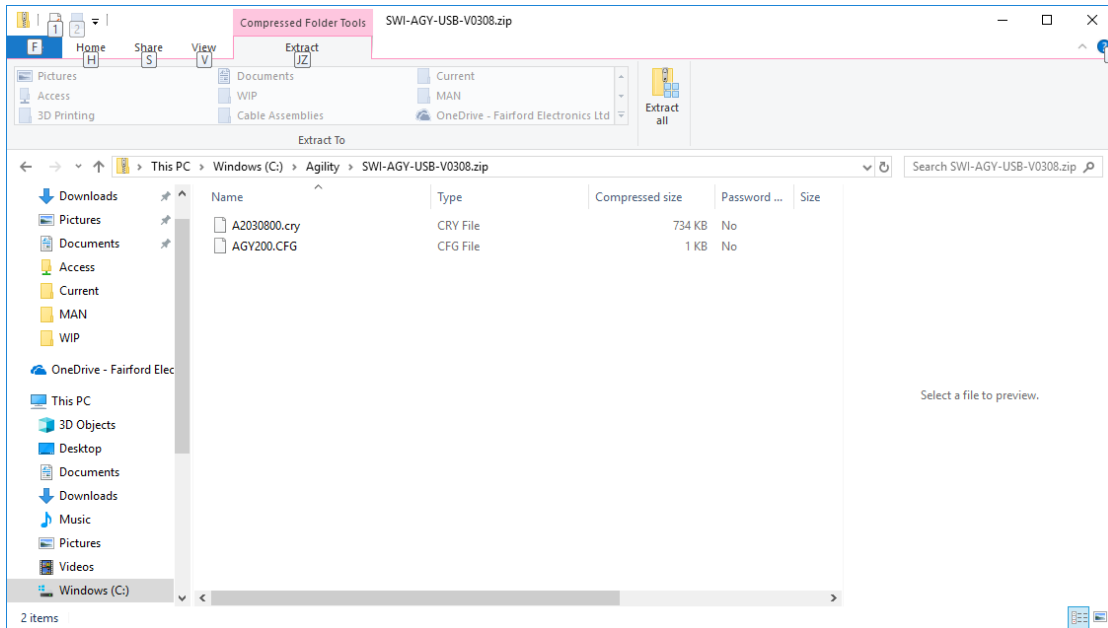 1 2 Compressed Folder Tools SWI-AGY-USB-V0308.zip
F Home Share View Extract
H S V JZ
Pictures Documents Current
Access WIP MAN
3D Printing Cable Assemblies OneDrive - Fairford Electronics Ltd
Extract all
Extract To
This PC > Windows (C:) > Agility > SWI-AGY-USB-V0308.zip Search SWI-AGY-USB-V0308.zip
Downloads
Pictures
Documents
Access
Current
MAN
WIP
OneDrive - Fairford Elec
This PC
3D Objects
Desktop
Documents
Downloads
Music
Pictures
Videos
Windows (C:)
Name Type Compressed size Password ... Size
A2030800.cry CRY File 734 KB No
AGY200.CFG CFG File 1 KB No
Select a file to preview.
2 items